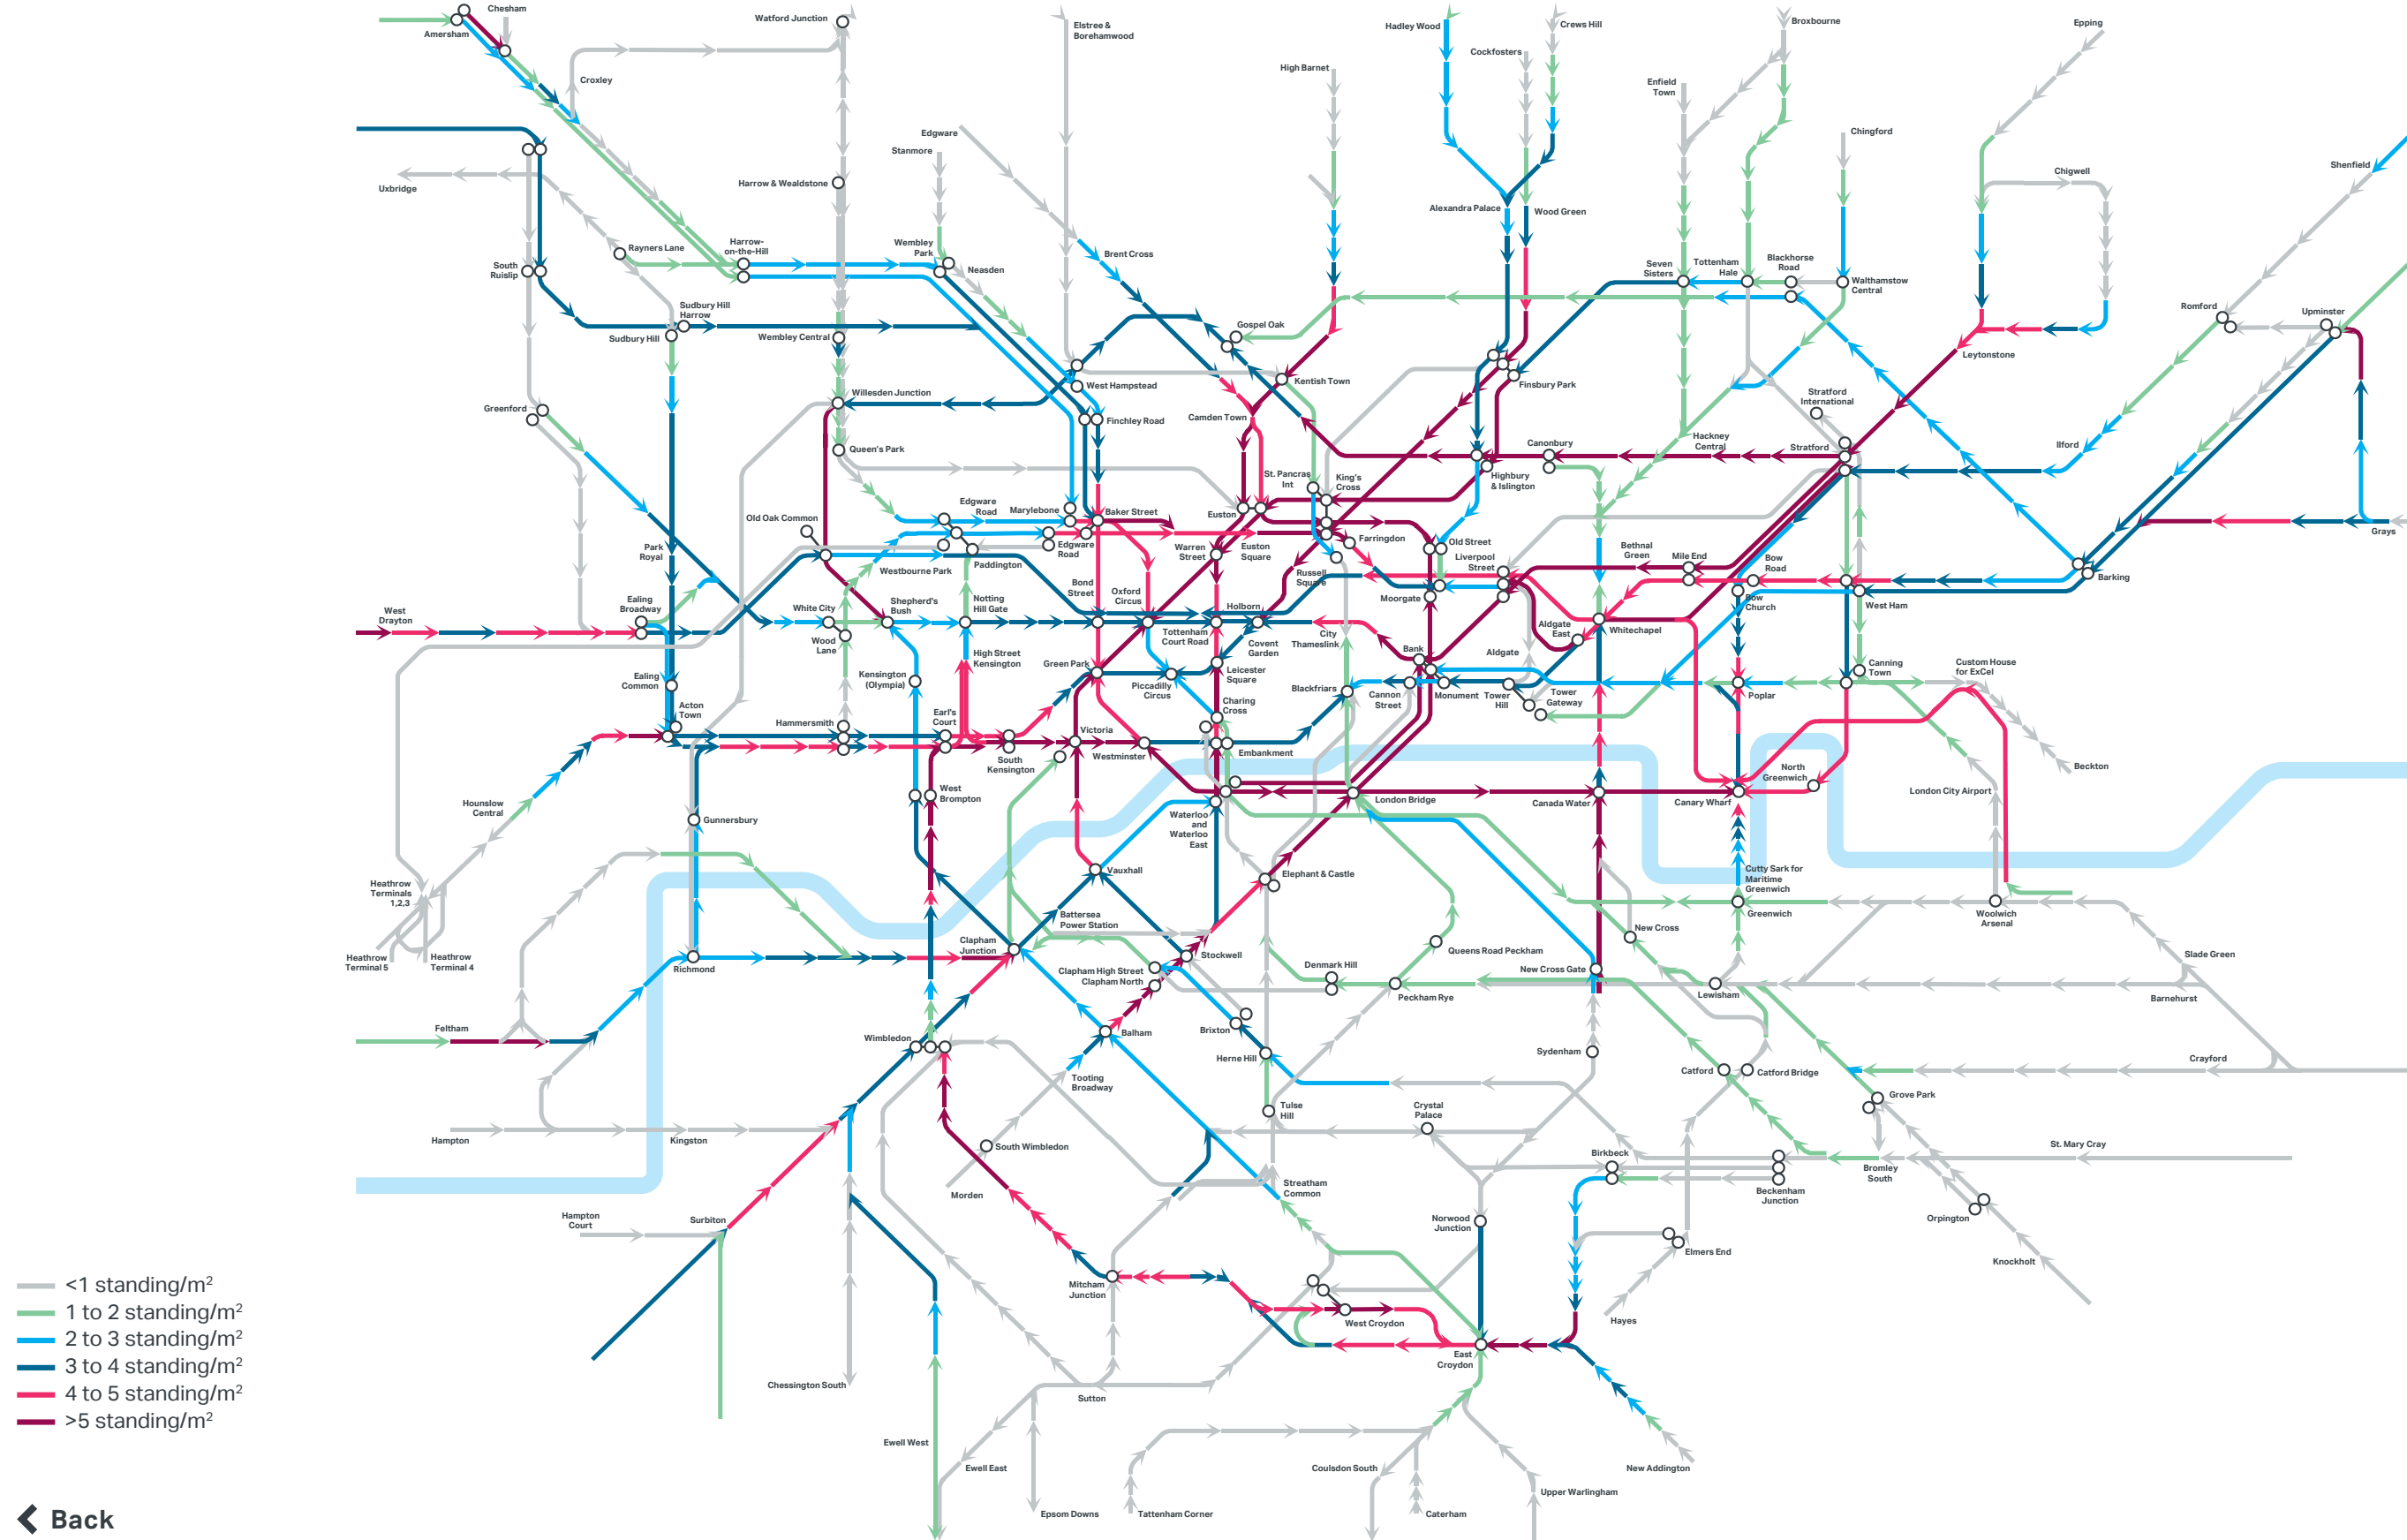 Chesham
Amersham
Watford Junction
Elstree &
Borehamwood
Hadley Wood
Crews Hill
Broxbourne
Epping
Cockfosters
High Barnet
Croxley
Enfield
Town
Edgware
Stanmore
Chingford
Shenfield
Chigwell
Uxbridge
Harrow & Wealdstone
Alexandra Palace
Wood Green
Rayners Lane
Harrow-
on-the-Hill
Wembley
Park
Neasden
Brent Cross
South
Ruislip
Seven
Sisters
Tottenham
Hale
Blackhorse
Road
Walthamstow
Central
Sudbury Hill
Harrow
Sudbury Hill
Wembley Central
Gospel Oak
Romford
Upminster
Leytonstone
West Hampstead
Kentish Town
Finsbury Park
Willesden Junction
Finchley Road
Camden Town
Greenford
Stratford
International
Queen's Park
Canonbury
Hackney
Central
Stratford
Ilford
St. Pancras
Int
King's
Cross
Highbury
& Islington
Old Oak Common
Edgware
Road
Marylebone
Baker Street
Euston
Park
Royal
Westbourne Park
Paddington
Edgware
Road
Warren
Street
Euston
Square
Russell
Square
Farringdon
Old Street
Liverpool
Street
Bethnal
Green
Mile End
Bow
Road
Grays
Barking
West
Drayton
Ealing
Broadway
White City
Wood
Lane
Shepherd's
Bush
Notting
Hill Gate
Bond
Street
Oxford
Circus
Holborn
Tottenham
Court Road
Covent
Garden
City
Thameslink
Moorgate
Bank
Aldgate
East
Aldgate
Whitechapel
Bow
Church
West Ham
Ealing
Common
Acton
Town
Kensington
(Olympia)
High Street
Kensington
Green Park
Piccadilly
Circus
Leicester
Square
Charing
Cross
Blackfriars
Cannon
Street
Monument
Tower
Hill
Tower
Gateway
Poplar
Canning
Town
Custom House
for ExCel
Hammersmith
Earl's
Court
South
Kensington
Victoria
Westminster
Embankment
Beckton
Hounslow
Central
Gunnersbury
West
Brompton
Waterloo
and
Waterloo
East
London Bridge
Canada Water
Canary Wharf
North
Greenwich
London City Airport
Heathrow
Terminals
1,2,3
Vauxhall
Elephant & Castle
Cutty Sark for
Maritime
Greenwich
Greenwich
Woolwich
Arsenal
Heathrow
Terminal 5
Heathrow
Terminal 4
Richmond
Clapham
Junction
Battersea
Power Station
Stockwell
Clapham High Street
Clapham North
Denmark Hill
Queens Road Peckham
Peckham Rye
New Cross
New Cross Gate
Lewisham
Slade Green
Barnehurst
Feltham
Wimbledon
Balham
Brixton
Herne Hill
Sydenham
Catford
Catford Bridge
Crayford
Tooting
Broadway
Grove Park
Hampton
Kingston
South Wimbledon
Tulse
Hill
Crystal
Palace
St. Mary Cray
Morden
Streatham
Common
Birkbeck
Beckenham
Junction
Bromley
South
Hampton
Court
Surbiton
Norwood
Junction
Elmers End
Orpington
Knockholt
Mitcham
Junction
West Croydon
East
Croydon
Hayes
Chessington South
Sutton
Ewell West
Ewell East
Epsom Downs
Tattenham Corner
Coulsdon South
Caterham
Upper Warlingham
New Addington
<1 standing/m²
1 to 2 standing/m²
2 to 3 standing/m²
3 to 4 standing/m²
4 to 5 standing/m²
>5 standing/m²
Back